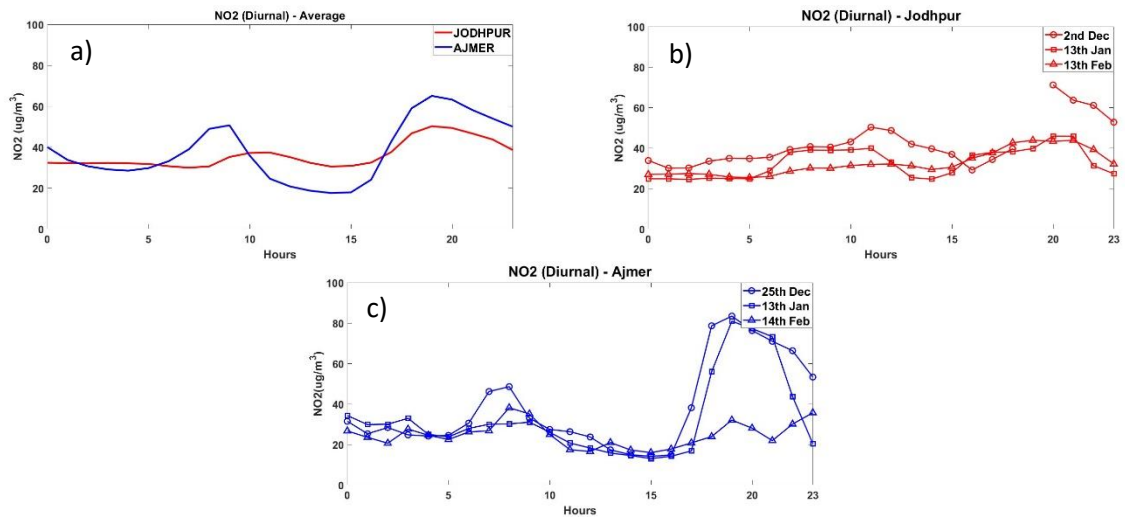 NO2 (Diurnal) - Average
a)
JODHPUR
AJMER
NO2 (ug/m3)
100
80
60
40
20
0
0 5 10 15 20
Hours
NO2 (Diurnal) - Jodhpur
b)
2nd Dec
13th Jan
13th Feb
NO2 (ug/m3)
100
80
60
40
20
0
0 5 10 15 20 23
Hours
NO2 (Diurnal) - Ajmer
c)
25th Dec
13th Jan
14th Feb
NO2(ug/m3)
100
80
60
40
20
0
0 5 10 15 20 23
Hours